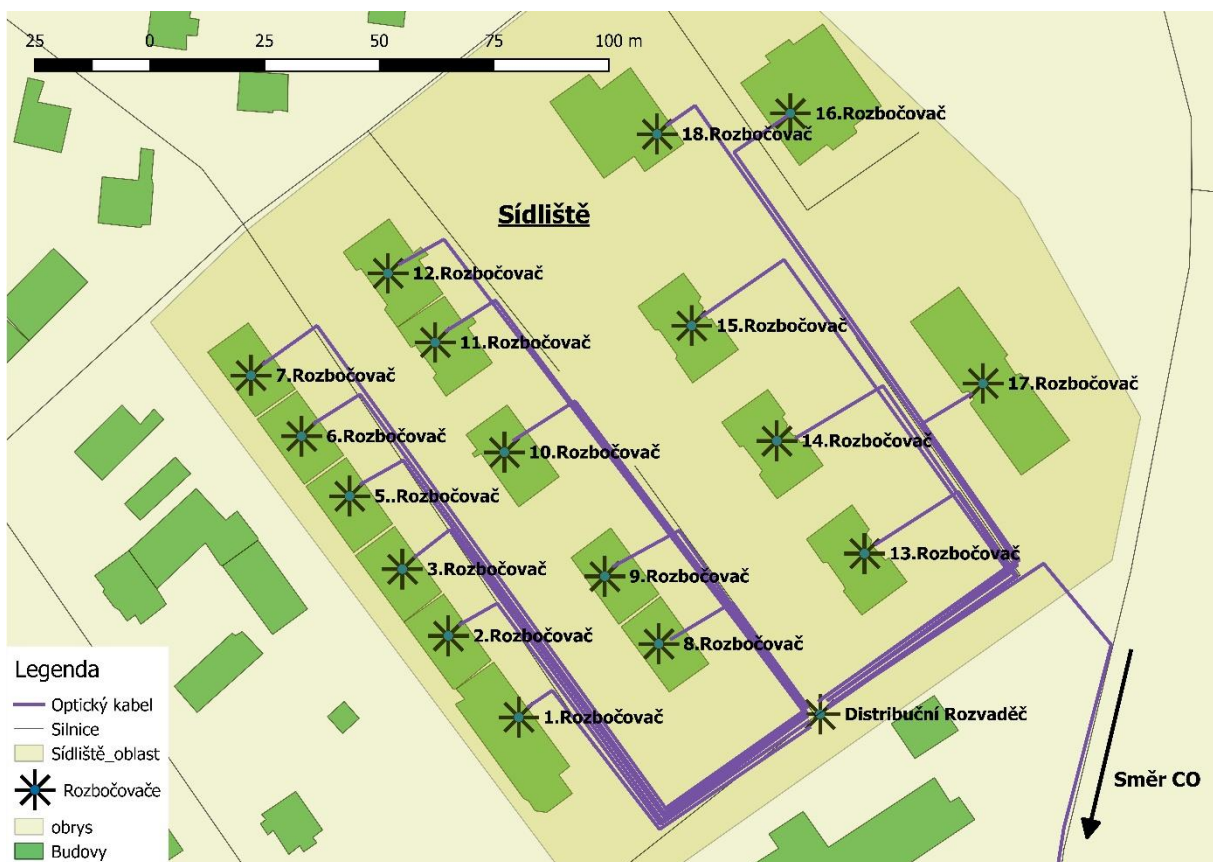 25 0 25 50 75 100 m
16.Rozbočovač
18.Rozbočovač
Sídliště
12.Rozbočovač
15.Rozbočovač
11.Rozbočovač
7.Rozbočovač
17.Rozbočovač
6.Rozbočovač
14.Rozbočovač
10.Rozbočovač
5..Rozbočovač
13.Rozbočovač
3.Rozbočovač
9.Rozbočovač
2.Rozbočovač
8.Rozbočovač
1.Rozbočovač
Distribuční Rozvaděč
Směr CO
Legenda
Optický kabel
Silnice
Sídliště_oblast
Rozbočovače
obrys
Budovy